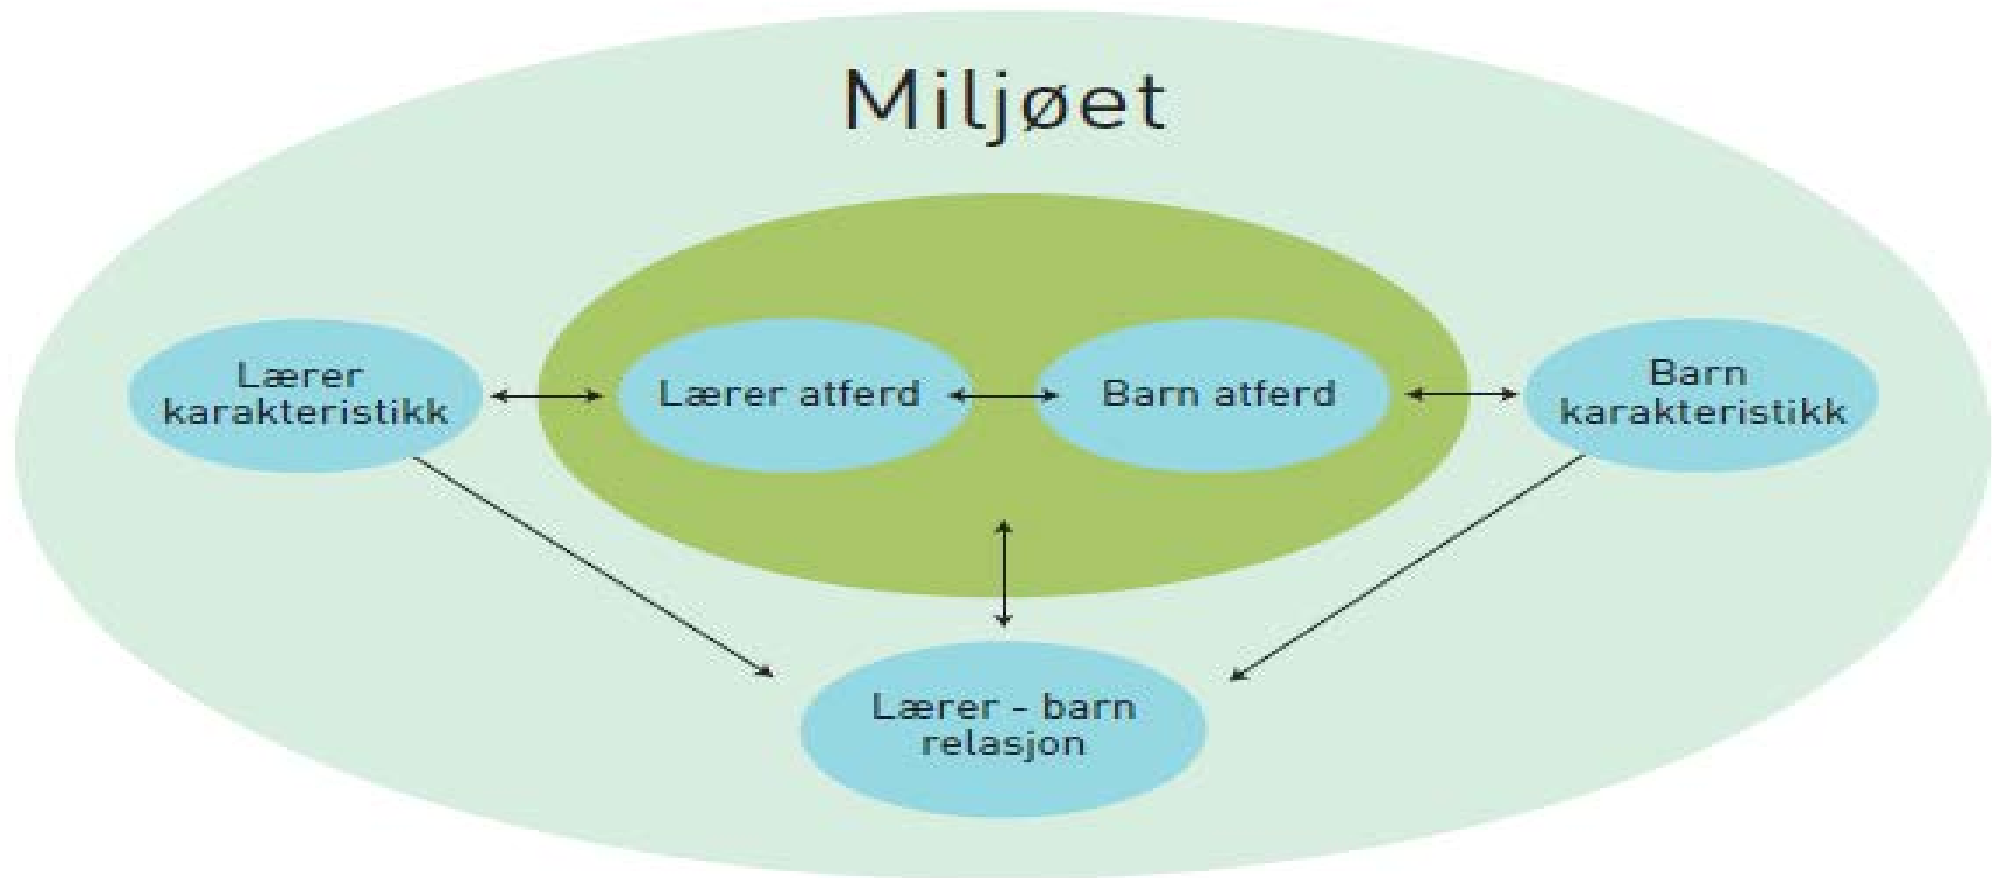 Miljøet
Lærer
karakteristikk
Lærer atferd
Barn atferd
Barn
karakteristikk
Lærer - barn
relasjon